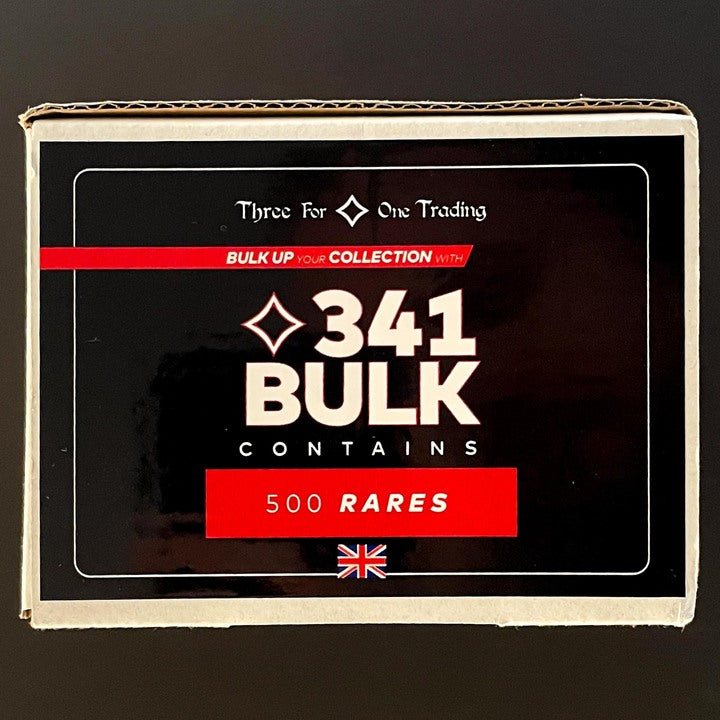 Three For One Trading
BULK UP YOUR COLLECTION WITH
341
BULK
CONTAINS
500 RARES